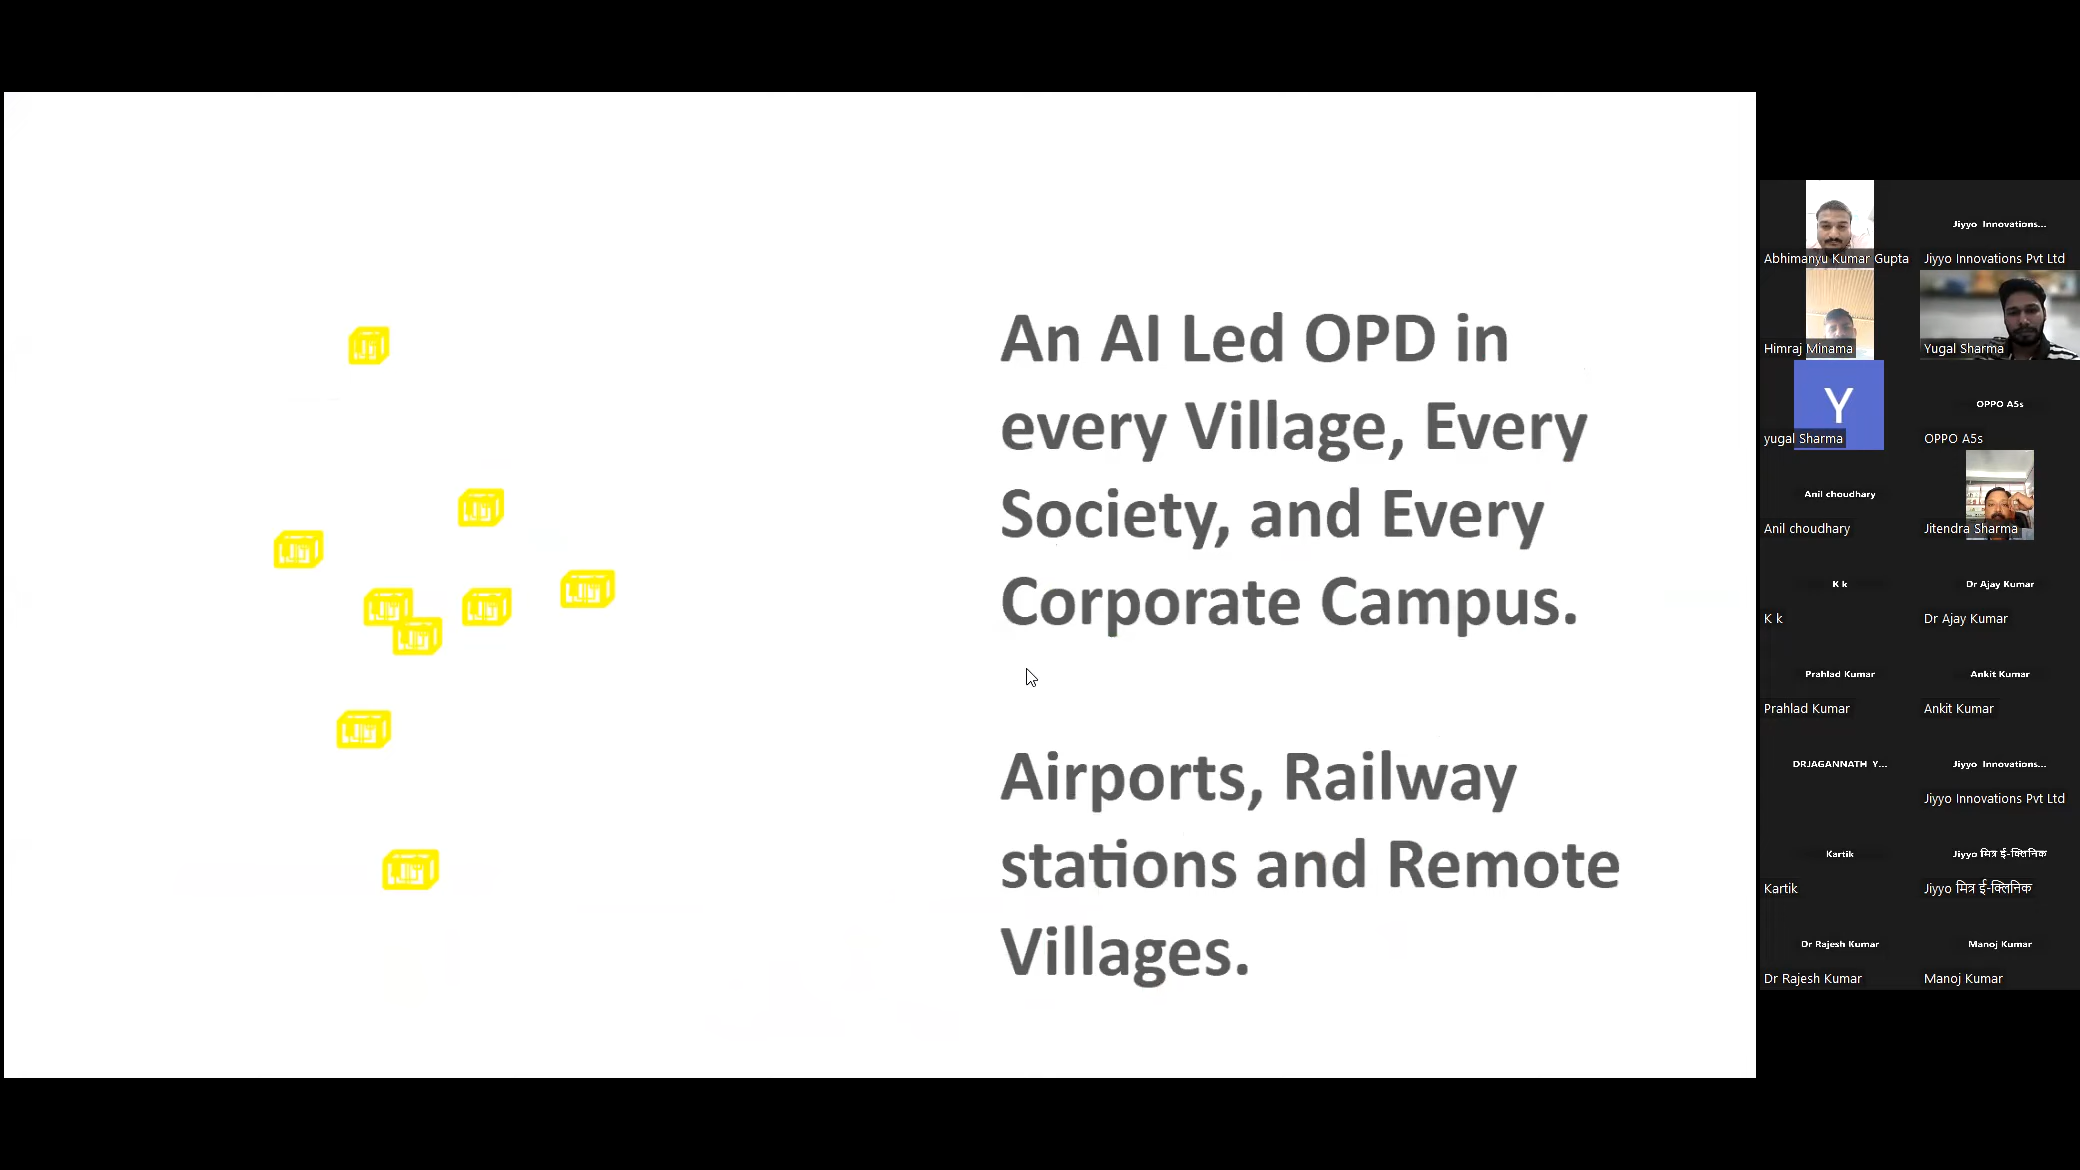 An AI Led OPD in
every Village, Every
Society, and Every
Corporate Campus.
Airports, Railway
stations and Remote
Villages.
Abhimanyu Kumar Gupta
Jiyyo Innovations...
Jiyyo Innovations Pvt Ltd
Himraj Minama
Yugal Sharma
Y
yugal Sharma
OPPO A5s
OPPO A5s
Anil choudhary
Anil choudhary
Jitendra Sharma
K k
K k
Dr Ajay Kumar
Dr Ajay Kumar
Prahlad Kumar
Prahlad Kumar
Ankit Kumar
Ankit Kumar
DRJAGANNATH Y...
Jiyyo Innovations...
Jiyyo Innovations Pvt Ltd
Kartik
Kartik
Jiyyo मित्र ई-क्लिनिक
Jiyyo मित्र ई-क्लिनिक
Dr Rajesh Kumar
Dr Rajesh Kumar
Manoj Kumar
Manoj Kumar